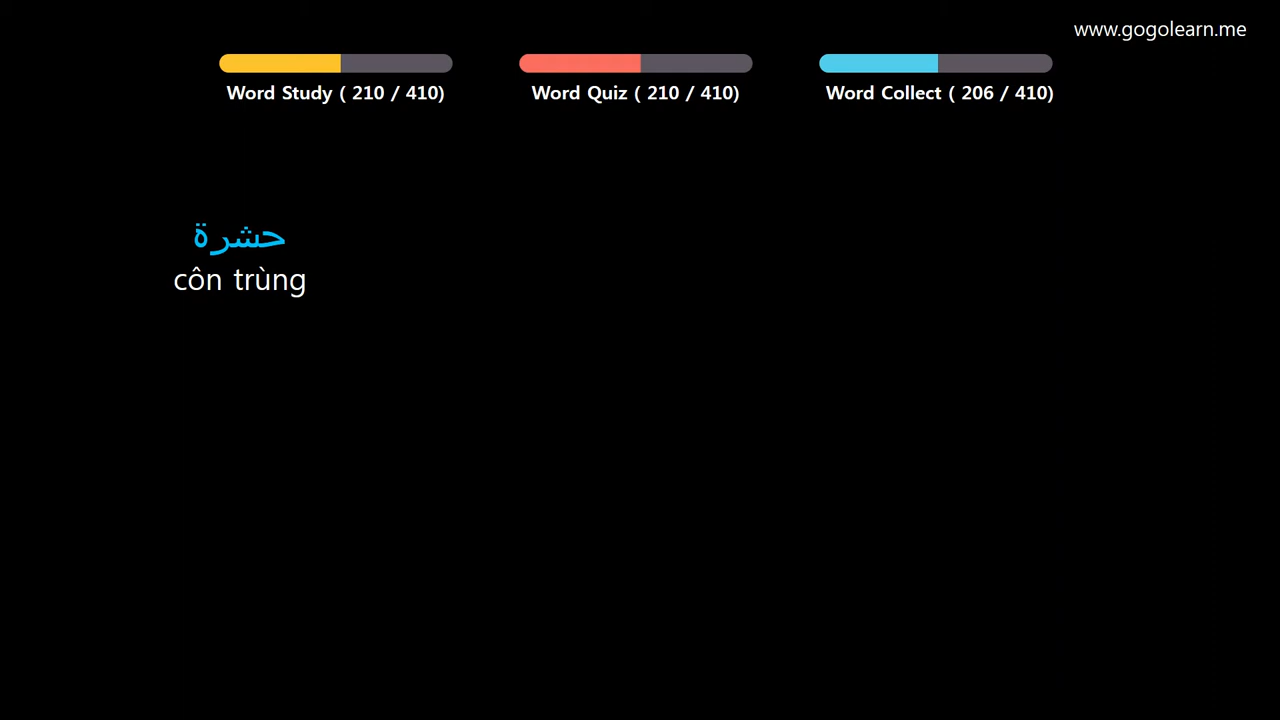 www.gogolearn.me
Word Study ( 210 / 410)
Word Quiz ( 210 / 410)
Word Collect ( 206 / 410)
حشرة
côn trùng